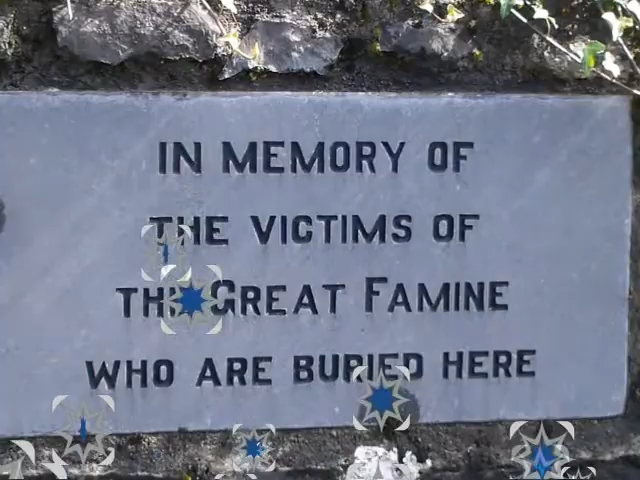 IN MEMORY OF
THE VICTIMS OF
THE GREAT FAMINE
WHO ARE BURIED HERE